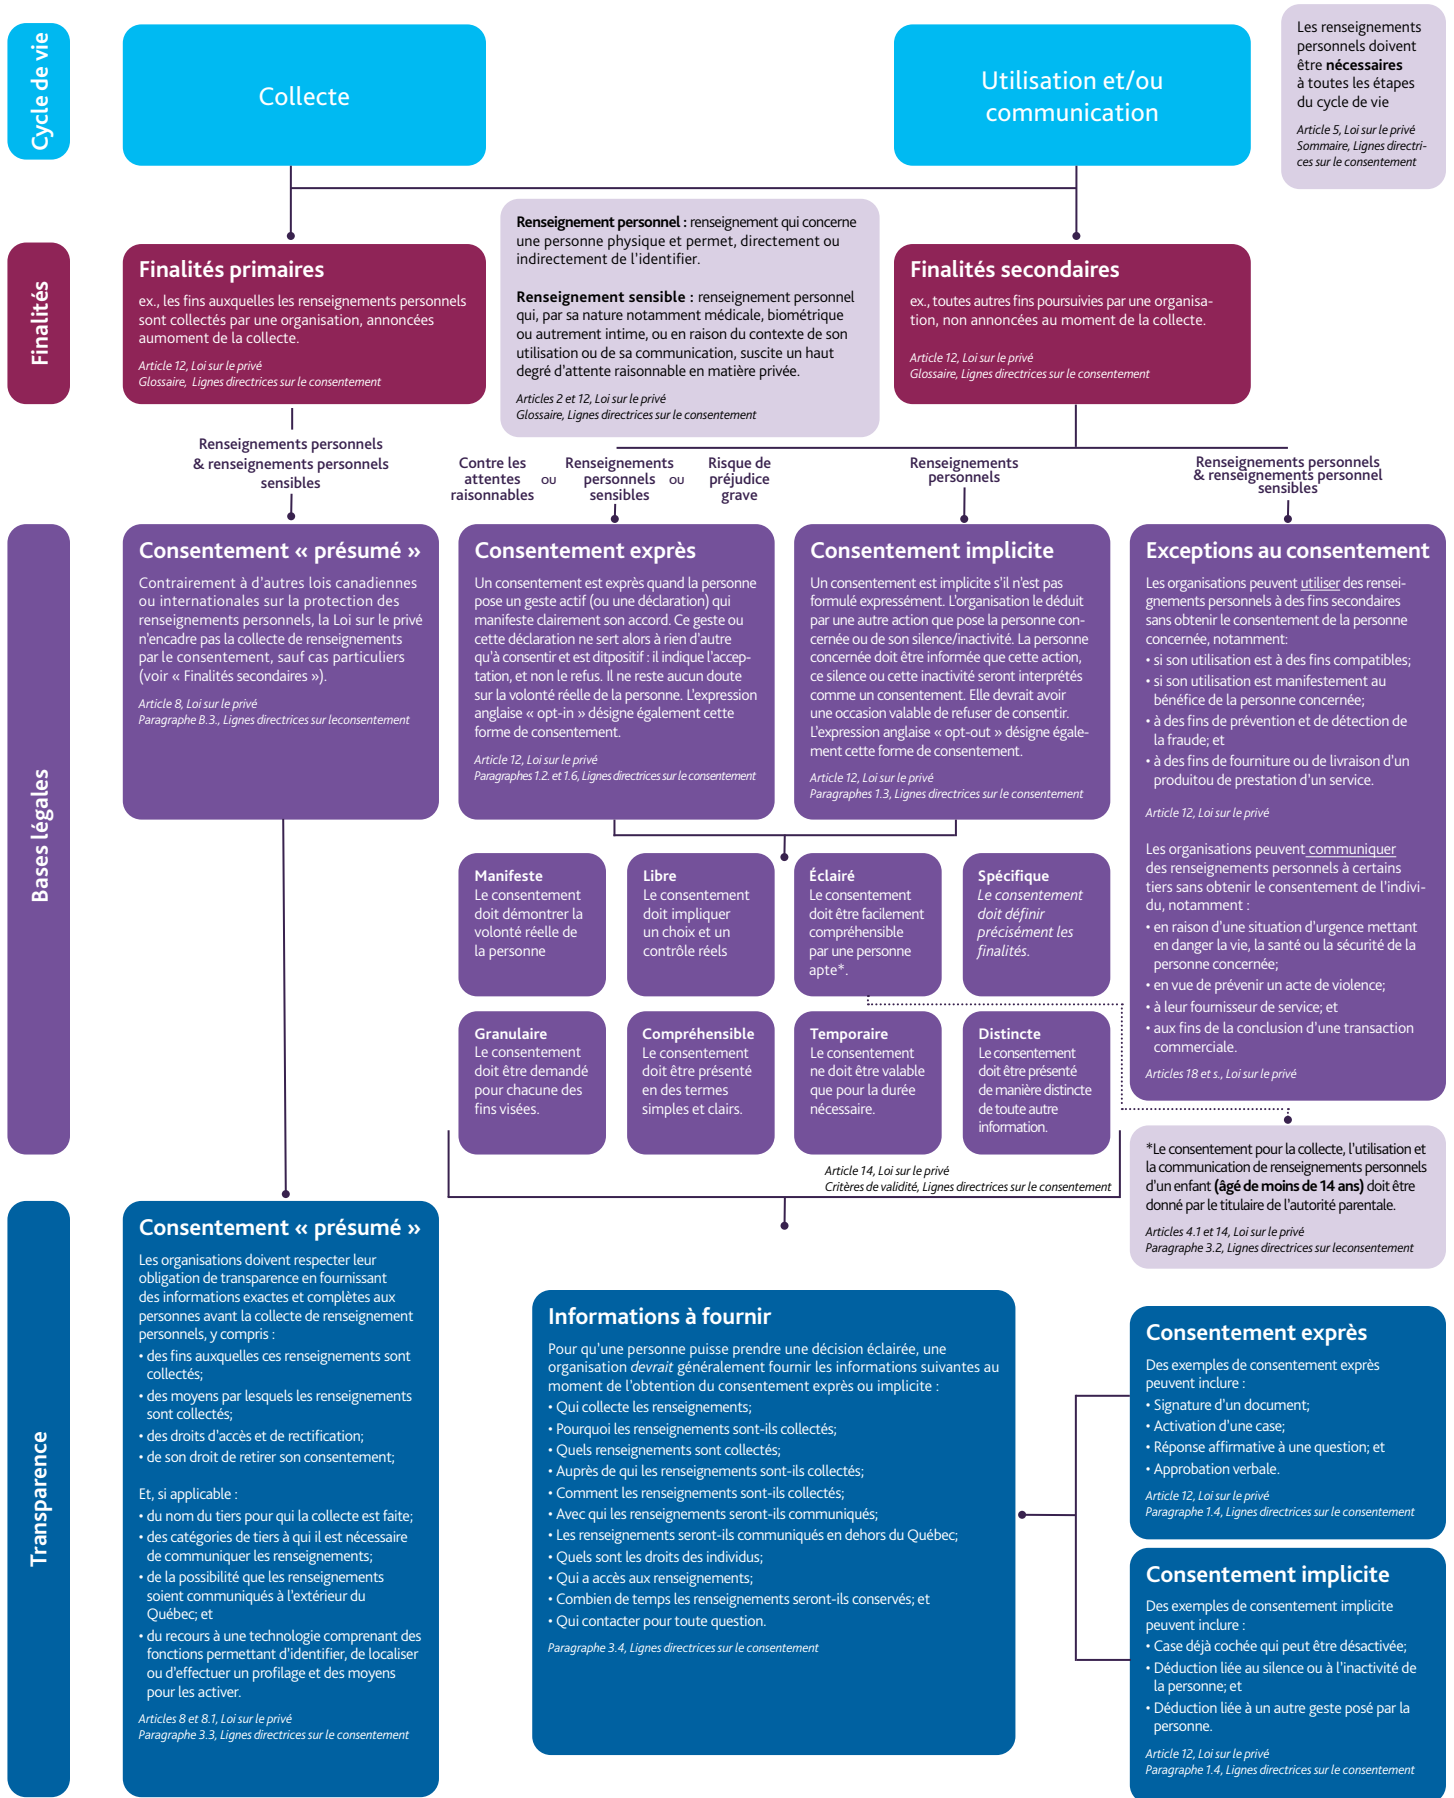 Cycle de vie
Collecte
Utilisation et/ou
communication
Les renseignements
personnels doivent
être nécessaires
à toutes les étapes
du cycle de vie
Article 5, Loi sur le privé
Sommaire, Lignes directri-
ces sur le consentement
Finalités
Finalités primaires
ex., les fins auxquelles les renseignements personnels
sont collectés par une organisation, annoncées
aumoment de la collecte.
Article 12, Loi sur le privé
Glossaire, Lignes directrices sur le consentement
Renseignement personnel : renseignement qui concerne
une personne physique et permet, directement ou
indirectement de l'identifier.
Renseignement sensible : renseignement personnel
qui, par sa nature notamment médicale, biométrique
ou autrement intime, ou en raison du contexte de son
utilisation ou de sa communication, suscite un haut
degré d'attente raisonnable en matière privée.
Articles 2 et 12, Loi sur le privé
Glossaire, Lignes directrices sur le consentement
Finalités secondaires
ex., toutes autres fins poursuivies par une organisa-
tion, non annoncées au moment de la collecte.
Article 12, Loi sur le privé
Glossaire, Lignes directrices sur le consentement
Renseignements personnels
& renseignements personnels
sensibles
Contre les
attentes
raisonnables
ou
Renseignements
personnels
sensibles
ou
Risque de
préjudice
grave
Renseignements
personnels
Renseignements personnels
& renseignements personnel
sensibles
Bases légales
Consentement « présumé »
Contrairement à d'autres lois canadiennes
ou internationales sur la protection des
renseignements personnels, la Loi sur le privé
n'encadre pas la collecte de renseignements
par le consentement, sauf cas particuliers
(voir « Finalités secondaires »).
Article 8, Loi sur le privé
Paragraphe B.3., Lignes directrices sur leconsentement
Consentement exprès
Un consentement est exprès quand la personne
pose un geste actif (ou une déclaration) qui
manifeste clairement son accord. Ce geste ou
cette déclaration ne sert alors à rien d'autre
qu'à consentir et est ditpositif : il indique l'accep-
tation, et non le refus. Il ne reste aucun doute
sur la volonté réelle de la personne. L'expression
anglaise « opt-in » désigne également cette
forme de consentement.
Article 12, Loi sur le privé
Paragraphes 1.2. et 1.6, Lignes directrices sur le consentement
Consentement implicite
Un consentement est implicite s'il n'est pas
formulé expressément. L'organisation le déduit
par une autre action que pose la personne con-
cernée ou de son silence/inactivité. La personne
concernée doit être informée que cette action,
ce silence ou cette inactivité seront interprétés
comme un consentement. Elle devrait avoir
une occasion valable de refuser de consentir.
L'expression anglaise « opt-out » désigne égale-
ment cette forme de consentement.
Article 12, Loi sur le privé
Paragraphes 1.3, Lignes directrices sur le consentement
Exceptions au consentement
Les organisations peuvent utiliser des rensei-
gnements personnels à des fins secondaires
sans obtenir le consentement de la personne
concernée, notamment:
• si son utilisation est à des fins compatibles;
• si son utilisation est manifestement au
bénéfice de la personne concernée;
• à des fins de prévention et de détection de
la fraude; et
• à des fins de fourniture ou de livraison d'un
produitou de prestation d'un service.
Article 12, Loi sur le privé
Les organisations peuvent communiquer
des renseignements personnels à certains
tiers sans obtenir le consentement de l'indivi-
du, notamment :
• en raison d'une situation d'urgence mettant
en danger la vie, la santé ou la sécurité de la
personne concernée;
• en vue de prévenir un acte de violence;
• à leur fournisseur de service; et
• aux fins de la conclusion d'une transaction
commerciale.
Articles 18 et s., Loi sur le privé
Manifeste
Le consentement
doit démontrer la
volonté réelle de
la personne
Libre
Le consentement
doit impliquer
un choix et un
contrôle réels
Éclairé
Le consentement
doit être facilement
compréhensible
par une personne
apte*.
Spécifique
Le consentement
doit définir
précisément les
finalités.
Granulaire
Le consentement
doit être demandé
pour chacune des
fins visées.
Compréhensible
Le consentement
doit être présenté
en des termes
simples et clairs.
Temporaire
Le consentement
ne doit être valable
que pour la durée
nécessaire.
Distincte
Le consentement
doit être présenté
de manière distincte
de toute autre
information.
Article 14, Loi sur le privé
Critères de validité, Lignes directrices sur le consentement
*Le consentement pour la collecte, l'utilisation et
la communication de renseignements personnels
d'un enfant (âgé de moins de 14 ans) doit être
donné par le titulaire de l'autorité parentale.
Articles 4.1 et 14, Loi sur le privé
Paragraphe 3.2, Lignes directrices sur leconsentement
Transparence
Consentement « présumé »
Les organisations doivent respecter leur
obligation de transparence en fournissant
des informations exactes et complètes aux
personnes avant la collecte de renseignement
personnels, y compris :
• des fins auxquelles ces renseignements sont
collectés;
• des moyens par lesquels les renseignements
sont collectés;
• des droits d'accès et de rectification;
• de son droit de retirer son consentement;
Et, si applicable :
• du nom du tiers pour qui la collecte est faite;
• des catégories de tiers à qui il est nécessaire
de communiquer les renseignements;
• de la possibilité que les renseignements
soient communiqués à l'extérieur du
Québec; et
• du recours à une technologie comprenant des
fonctions permettant d'identifier, de localiser
ou d'effectuer un profilage et des moyens
pour les activer.
Articles 8 et 8.1, Loi sur le privé
Paragraphe 3.3, Lignes directrices sur le consentement
Informations à fournir
Pour qu'une personne puisse prendre une décision éclairée, une
organisation devrait généralement fournir les informations suivantes au
moment de l'obtention du consentement exprès ou implicite :
• Qui collecte les renseignements;
• Pourquoi les renseignements sont-ils collectés;
• Quels renseignements sont collectés;
• Auprès de qui les renseignements sont-ils collectés;
• Comment les renseignements sont-ils collectés;
• Avec qui les renseignements seront-ils communiqués;
• Les renseignements seront-ils communiqués en dehors du Québec;
• Quels sont les droits des individus;
• Qui a accès aux renseignements;
• Combien de temps les renseignements seront-ils conservés; et
• Qui contacter pour toute question.
Paragraphe 3.4, Lignes directrices sur le consentement
Consentement exprès
Des exemples de consentement exprès
peuvent inclure :
• Signature d'un document;
• Activation d'une case;
• Réponse affirmative à une question; et
• Approbation verbale.
Article 12, Loi sur le privé
Paragraphe 1.4, Lignes directrices sur le consentement
Consentement implicite
Des exemples de consentement implicite
peuvent inclure :
• Case déjà cochée qui peut être désactivée;
• Déduction liée au silence ou à l'inactivité de
la personne; et
• Déduction liée à un autre geste posé par la
personne.
Article 12, Loi sur le privé
Paragraphe 1.4, Lignes directrices sur le consentement